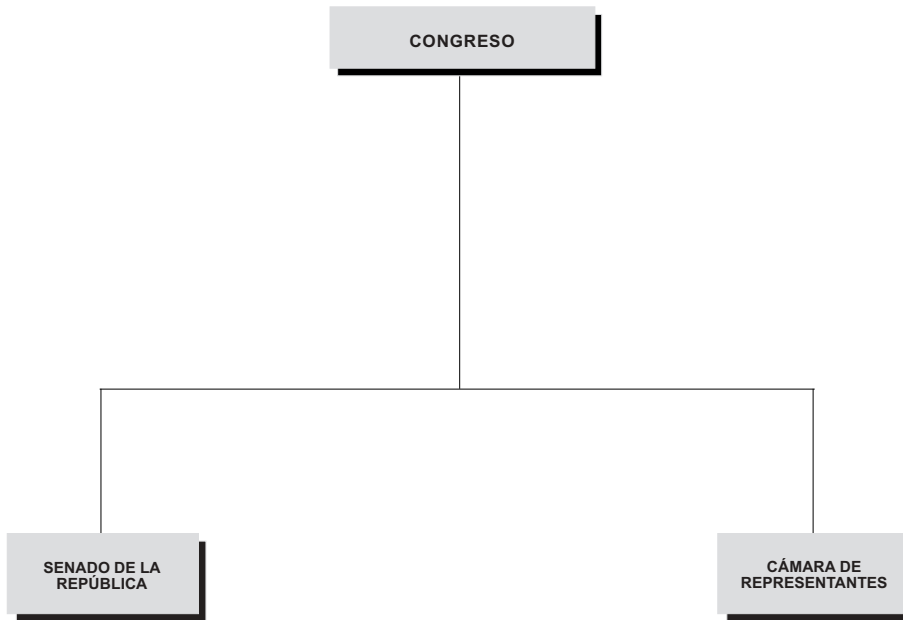 CONGRESO
SENADO DE LA
REPÚBLICA
CÁMARA DE
REPRESENTANTES